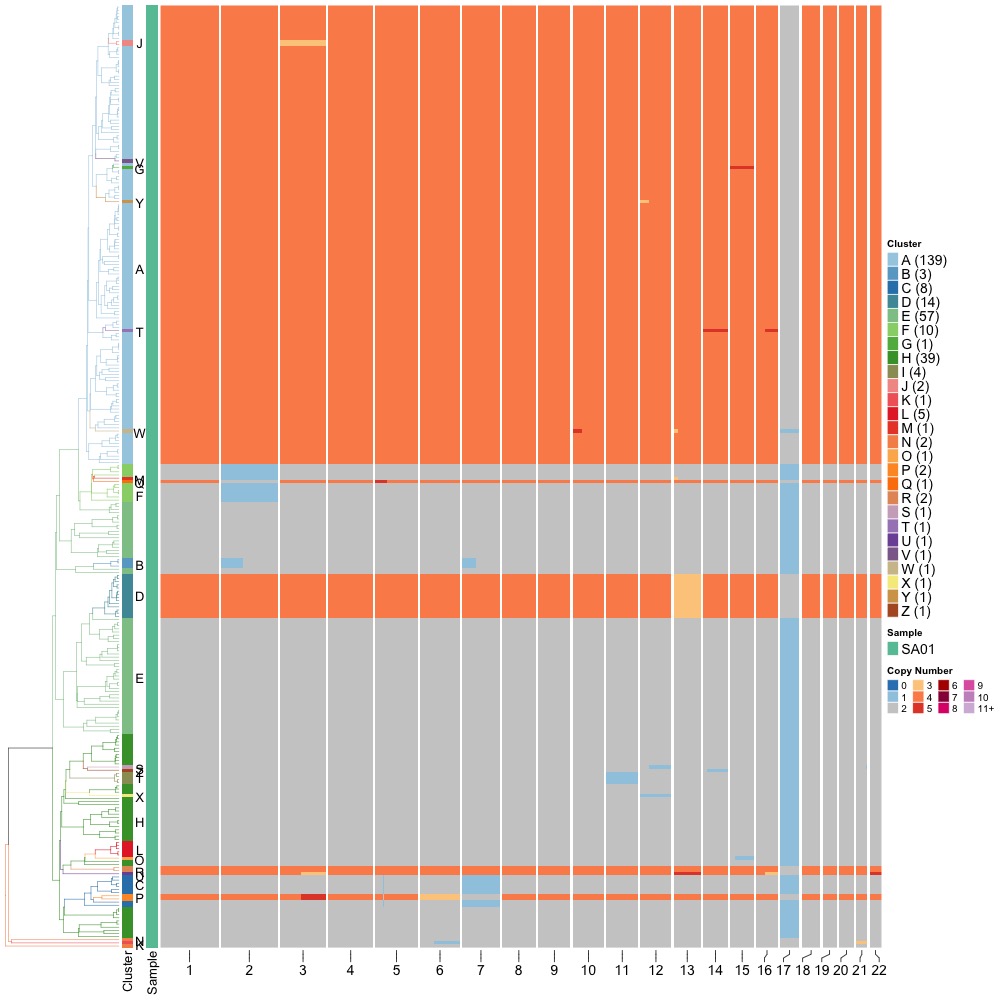 J
V
G
Y
A
T
W
M
F
B
D
E
S
I
X
H
L
O
R
C
P
N
K
Cluster
Sample
1 2 3 4 5 6 7 8 9 10 11 12 13 14 15 16 17 18 19 20 21 22
Cluster
A (139)
B (3)
C (8)
D (14)
E (57)
F (10)
G (1)
H (39)
I (4)
J (2)
K (1)
L (5)
M (1)
N (2)
O (1)
P (2)
Q (1)
R (2)
S (1)
T (1)
U (1)
V (1)
W (1)
X (1)
Y (1)
Z (1)
Sample
SA01
Copy Number
0 3 6 9
1 4 7 10
2 5 8 11+